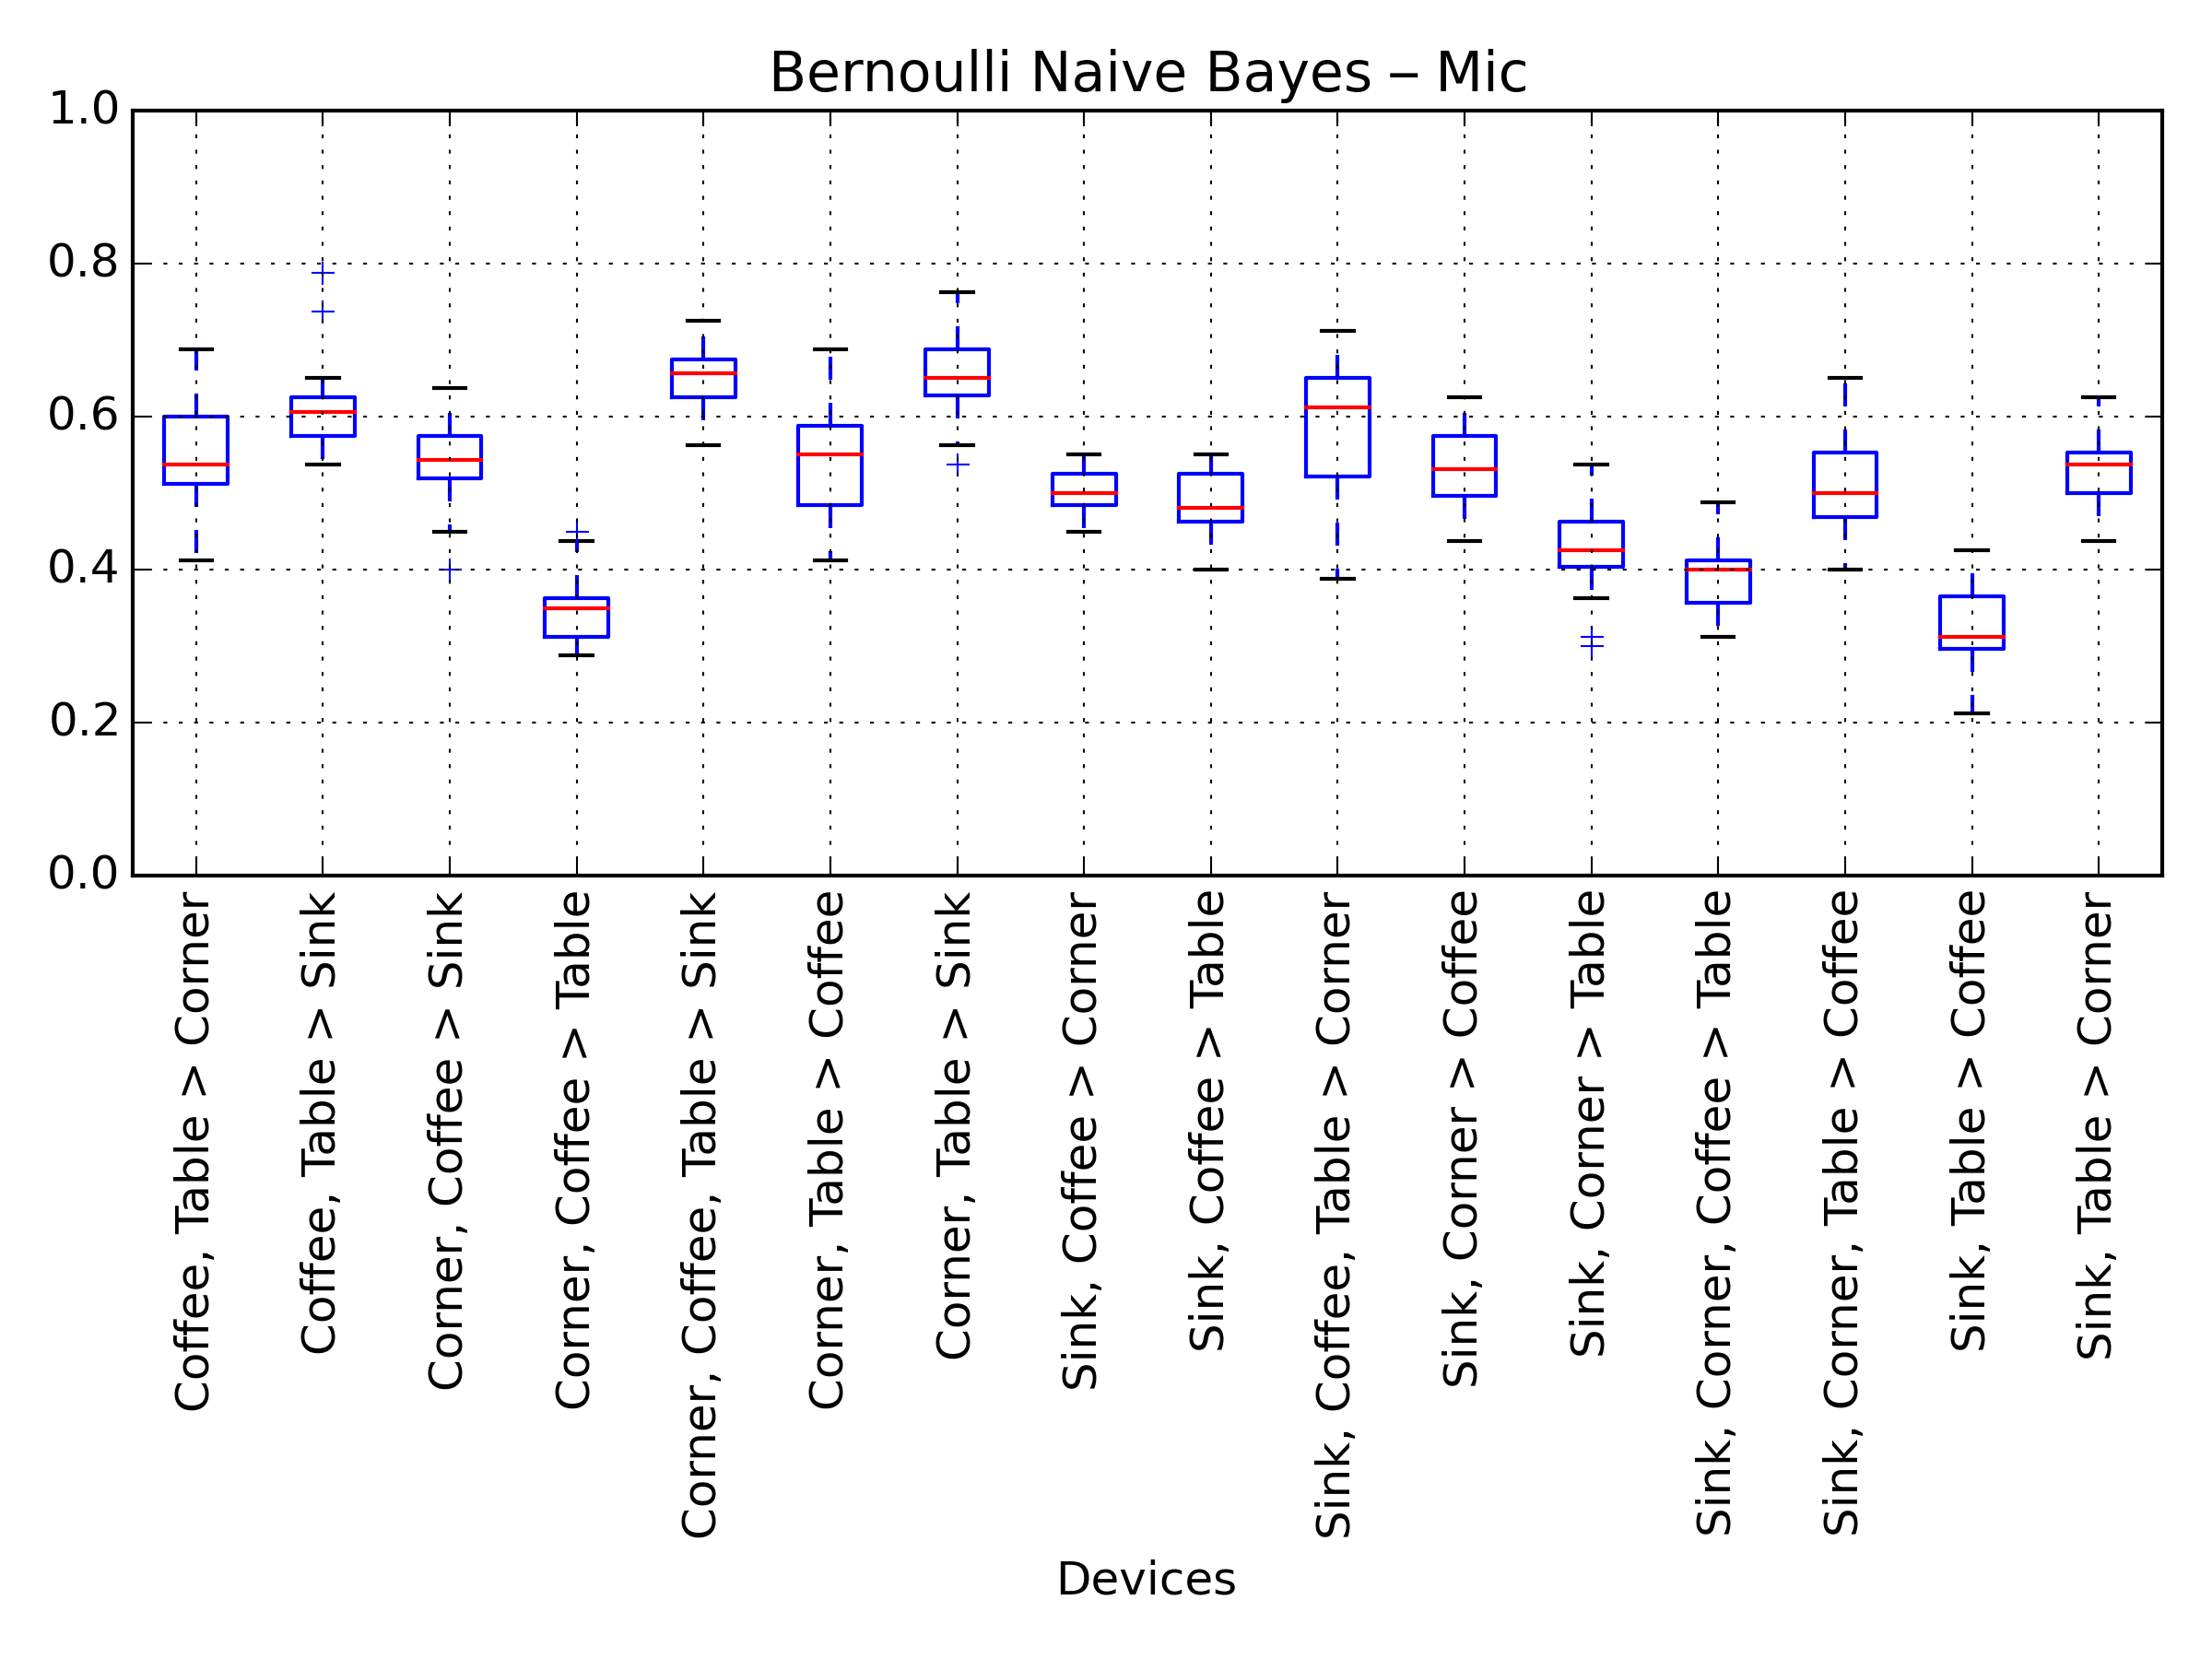 Bernoulli Naive Bayes – Mic
1.0
0.8
0.6
0.4
0.2
0.0
Coffee, Table > Corner
Coffee, Table > Sink
Corner, Coffee > Sink
Corner, Coffee > Table
Corner, Coffee, Table > Sink
Corner, Table > Coffee
Corner, Table > Sink
Sink, Coffee > Corner
Sink, Coffee > Table
Sink, Coffee, Table > Corner
Sink, Corner > Coffee
Sink, Corner > Table
Sink, Corner, Coffee > Table
Sink, Corner, Table > Coffee
Sink, Table > Coffee
Sink, Table > Corner
Devices